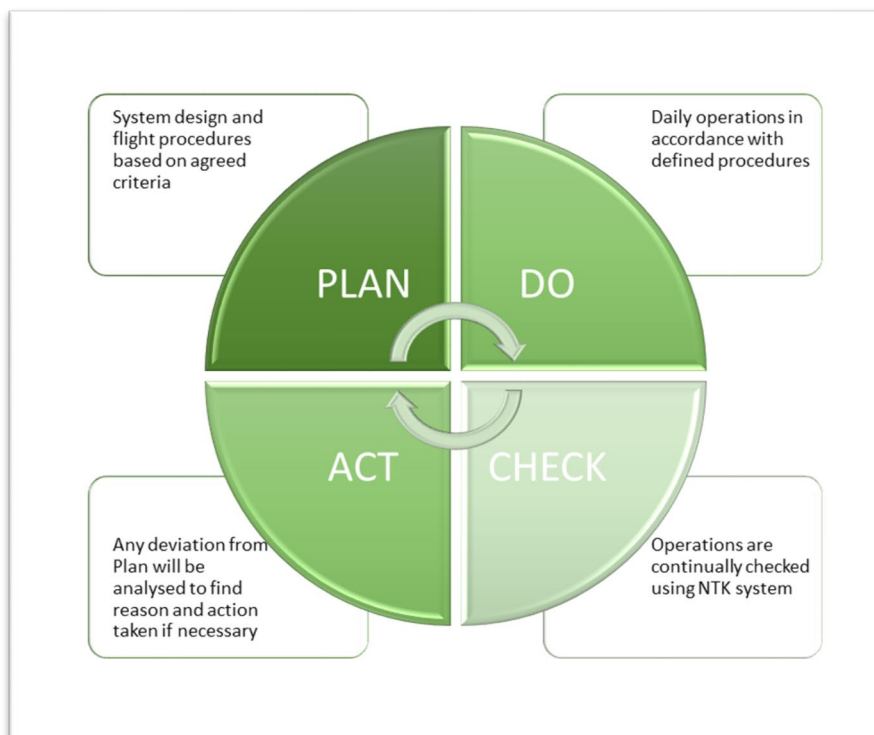 System design and
flight procedures
based on agreed
criteria
Daily operations in
accordance with
defined procedures
PLAN
DO
ACT
CHECK
Any deviation from
Plan will be
analysed to find
reason and action
taken if necessary
Operations are
continually checked
using NTK system